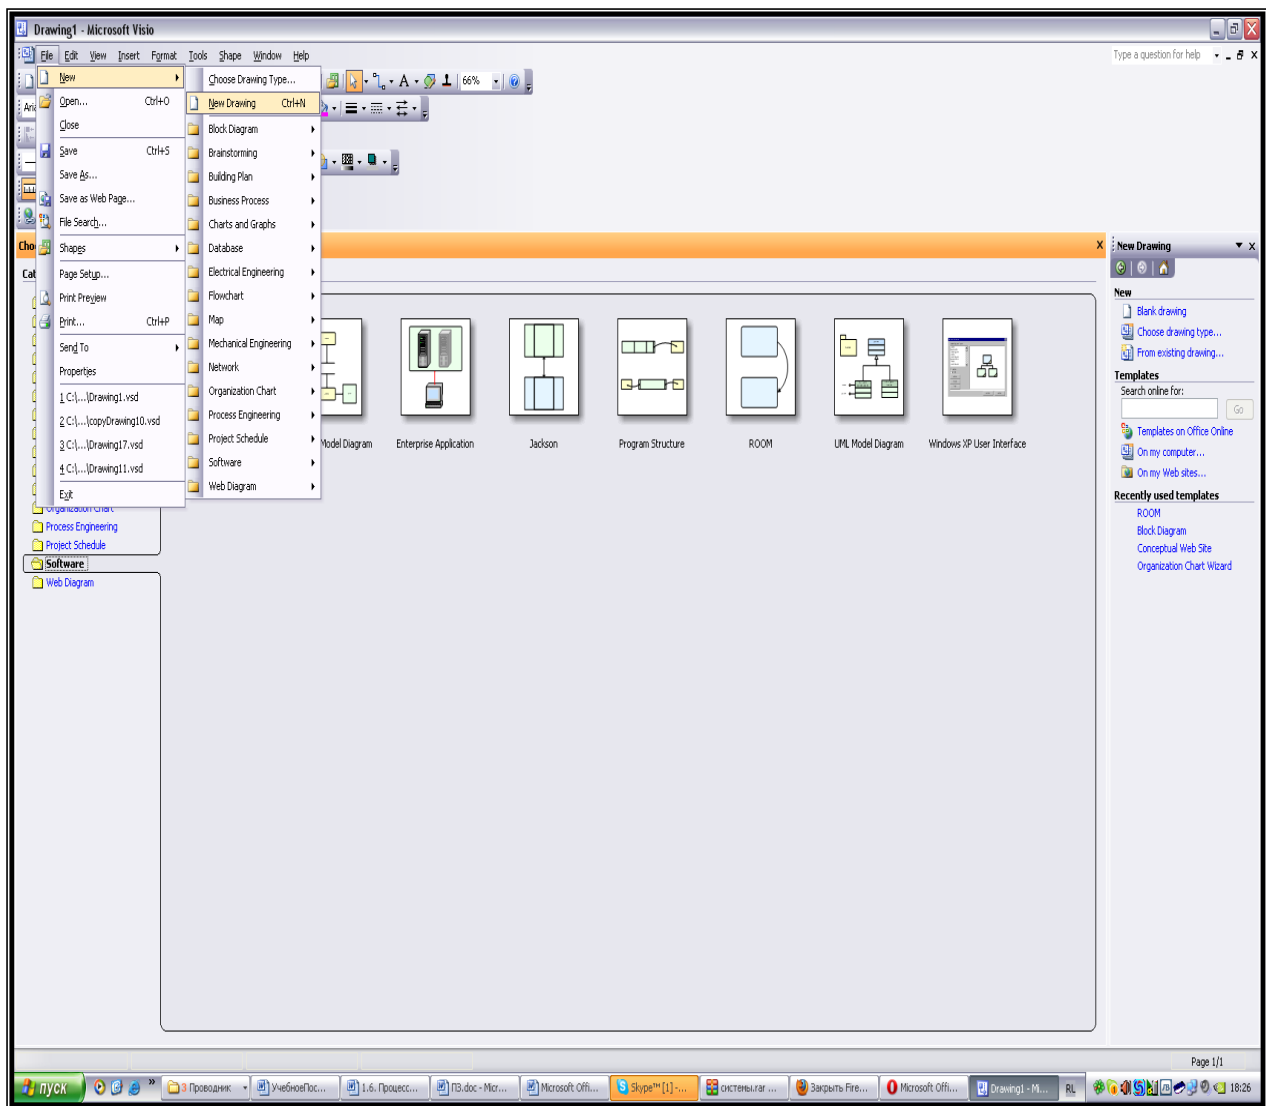 Drawing1 - Microsoft Visio
File Edit View Insert Format Tools Shape Window Help
Type a question for help
New
Open... Ctrl+O
Close
Save Ctrl+S
Save As...
Save as Web Page...
File Search...
Shapes
Page Setup...
Print Preview
Print... Ctrl+P
Send To
Properties
1 C:\...\Drawing1.vsd
2 C:\...\copyDrawing10.vsd
3 C:\...\Drawing17.vsd
4 C:\...\Drawing11.vsd
Exit
Choose Drawing Type...
New Drawing Ctrl+N
Block Diagram
Brainstorming
Building Plan
Business Process
Charts and Graphs
Database
Electrical Engineering
Flowchart
Map
Mechanical Engineering
Network
Organization Chart
Process Engineering
Project Schedule
Software
Web Diagram
66%
Organization Chart
Process Engineering
Project Schedule
Software
Web Diagram
Model Diagram
Enterprise Application
Jackson
Program Structure
ROOM
UML Model Diagram
Windows XP User Interface
New Drawing
New
Blank drawing
Choose drawing type...
From existing drawing...
Templates
Search online for:
Go
Templates on Office Online
On my computer...
On my Web sites...
Recently used templates
ROOM
Block Diagram
Conceptual Web Site
Organization Chart Wizard
Page 1/1
пуск
3 Проводник
УчебноеПос...
1.6. Процесс...
ПЗ.doc - Micr...
Microsoft Offi...
Skype™ [1] -...
системы.rar ...
Закрыть Fire...
Microsoft Offi...
Drawing1 - Mi...
RL
18:26